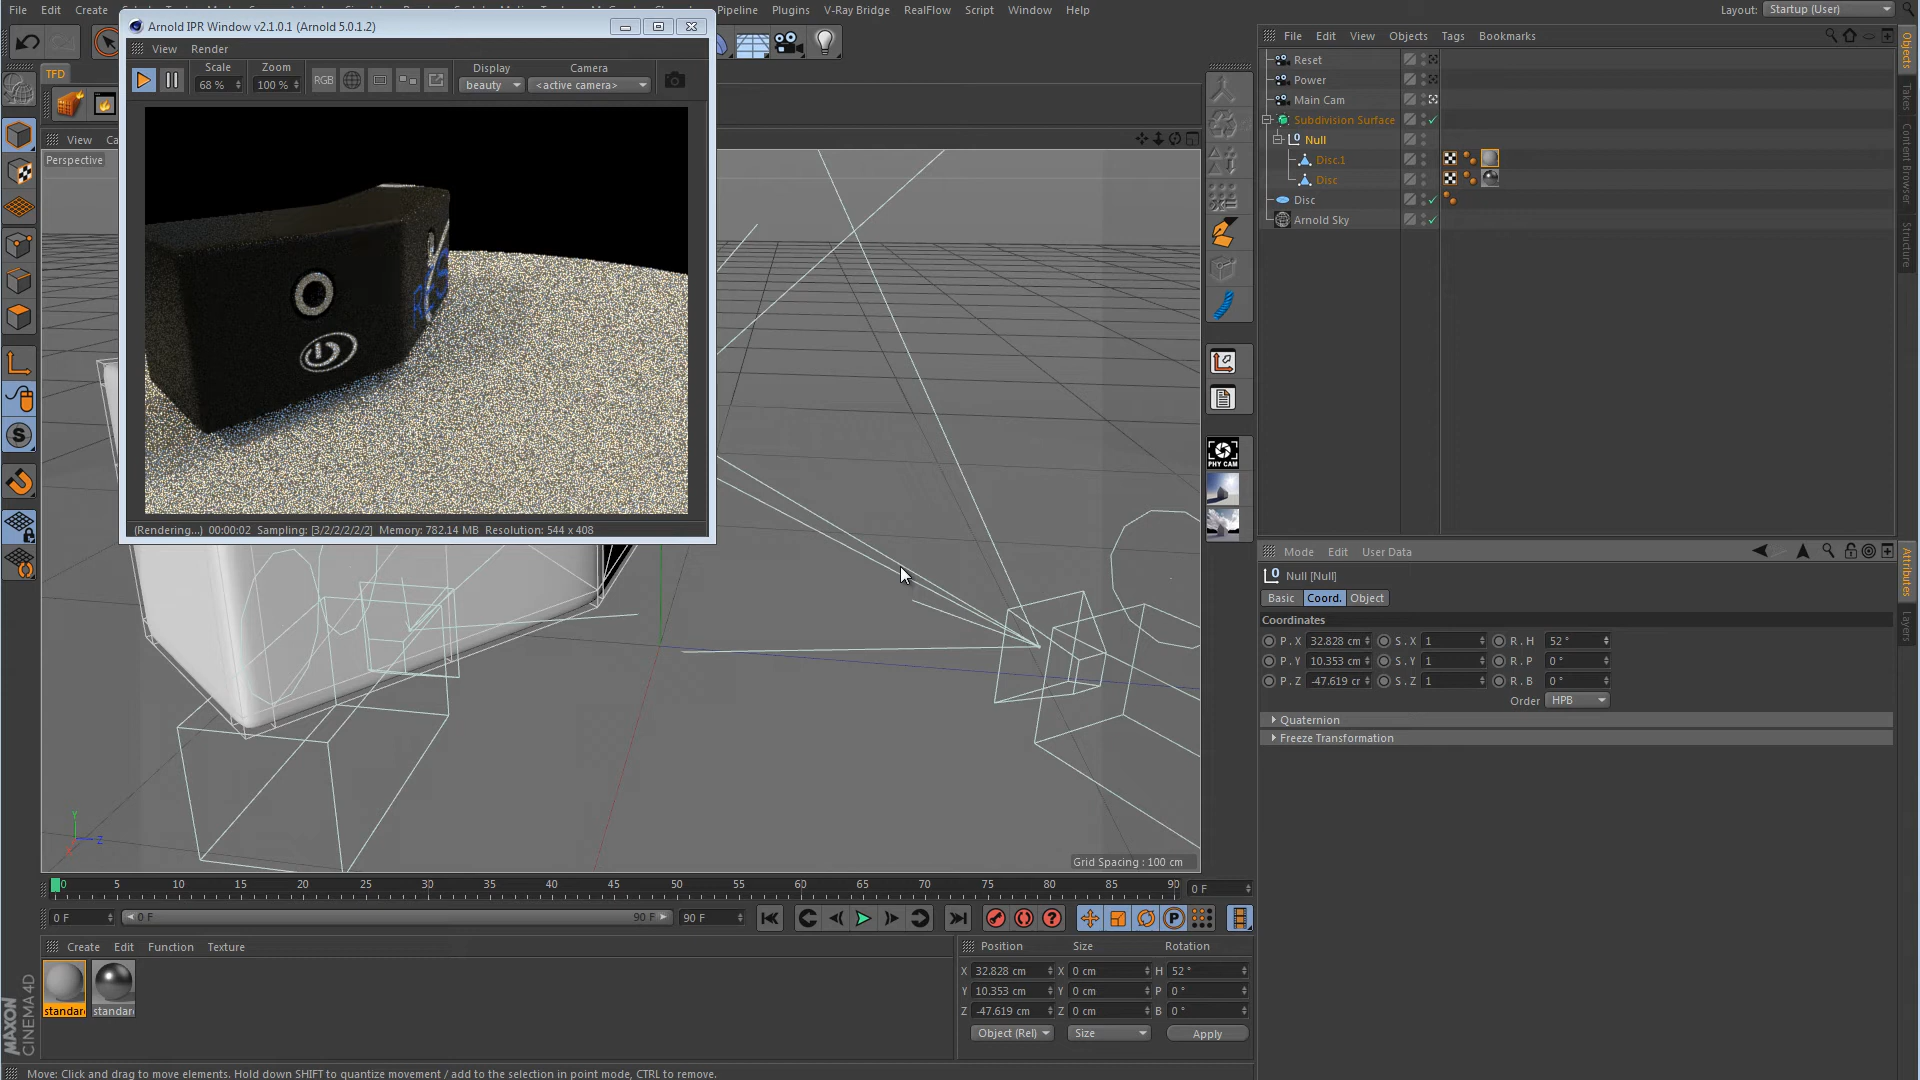 File Edit Create Pipeline Plugins V-Ray Bridge RealFlow Script Window Help
Layout: Startup (User)
Arnold IPR Window v2.1.0.1 (Arnold 5.0.1.2)
View Render
Scale Zoom Display Camera
68 % 100 % RGB beauty <active camera>
(Rendering...) 00:00:02 Sampling: [3/2/2/2/2/2] Memory: 782.14 MB Resolution: 544 x 408
TFD
View
Perspective
Grid Spacing : 100 cm
PHY CAM
File Edit View Objects Tags Bookmarks
Reset
Power
Main Cam
Subdivision Surface
Null
Disc.1
Disc
Disc
Arnold Sky
Objects
Takes
Content Browser
Structure
Attributes
Layers
Mode Edit User Data
Null [Null]
Basic Coord. Object
Coordinates
P . X 32.828 cm S . X 1 R . H 52 °
P . Y 10.353 cm S . Y 1 R . P 0 °
P . Z -47.619 cr S . Z 1 R . B 0 °
Order HPB
Quaternion
Freeze Transformation
0 5 10 15 20 25 30 35 40 45 50 55 60 65 70 75 80 85 90 0 F
0 F 0 F 90 F 90 F
Create Edit Function Texture
standard standard
Position Size Rotation
X 32.828 cm X 0 cm H 52 °
Y 10.353 cm Y 0 cm P 0 °
Z -47.619 cm Z 0 cm B 0 °
Object (Rel) Size Apply
MAXON
CINEMA 4D
Move: Click and drag to move elements. Hold down SHIFT to quantize movement / add to the selection in point mode, CTRL to remove.